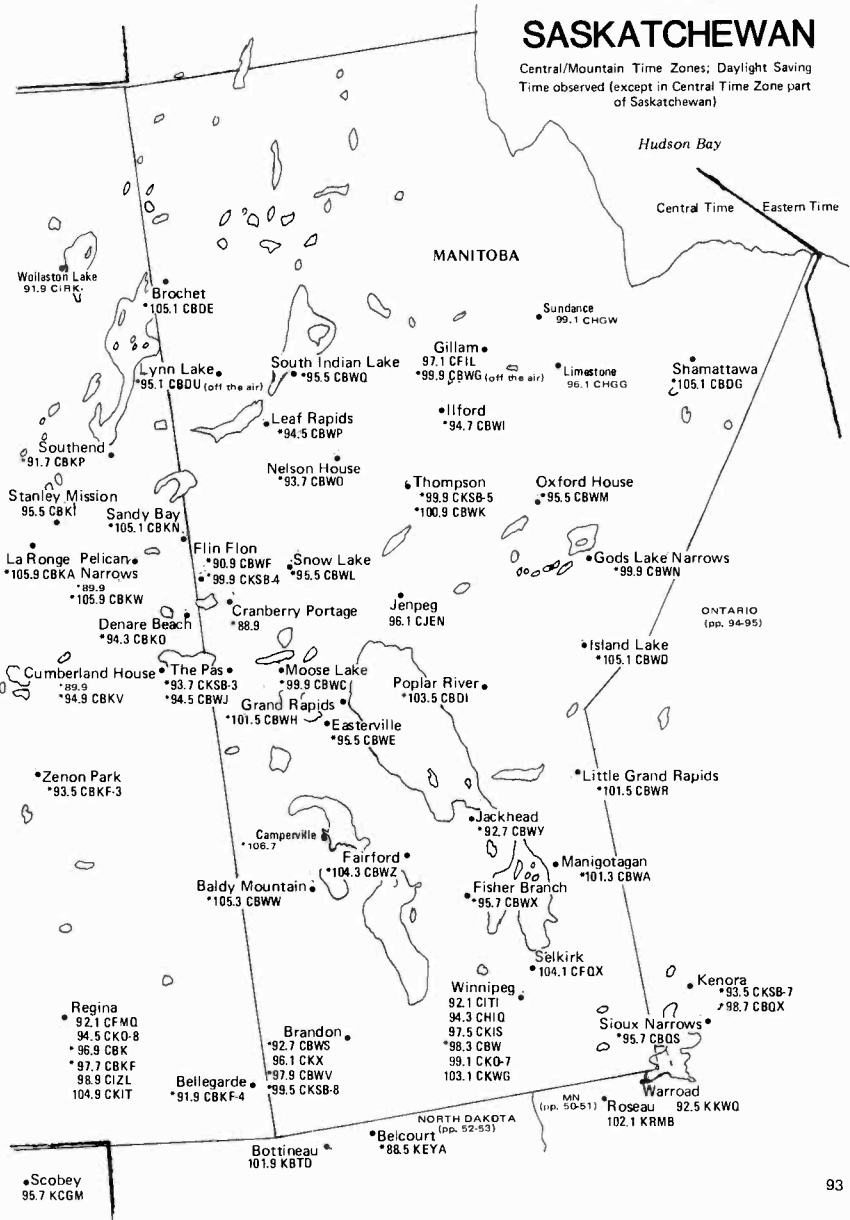 SASKATCHEWAN
Central/Mountain Time Zones; Daylight Saving
Time observed (except in Central Time Zone part
of Saskatchewan)
Hudson Bay
Central Time
Eastern Time
MANITOBA
Wollaston Lake
91.9 CIRK
Brochet
*105.1 CBDE
Sundance
99.1 CHGW
Gillam
97.1 CFIL
*99.9 CBWG (off the air)
Limestone
96.1 CHGG
Shamattawa
*105.1 CBDG
Lynn Lake
*95.1 CBDU (off the air)
South Indian Lake
*95.5 CBWQ
Leaf Rapids
*94.5 CBWP
Ilford
*94.7 CBWI
Southend
*91.7 CBKP
Nelson House
*93.7 CBWO
Thompson
*99.9 CKSB-5
*100.9 CBWK
Oxford House
*95.5 CBWM
Stanley Mission
95.5 CBKI
Sandy Bay
*105.1 CBKN
La Ronge
*105.9 CBKA
Pelican
Narrows
*89.9
*105.9 CBKW
Flin Flon
*90.9 CBWF
*99.9 CKSB-4
Snow Lake
*95.5 CBWL
Gods Lake Narrows
*99.9 CBWN
Cranberry Portage
*88.9
Jenpeg
96.1 CJEN
ONTARIO
(pp. 94-95)
Denare Beach
*94.3 CBKO
Island Lake
*105.1 CBWD
Cumberland House
*89.9
*94.9 CBKV
The Pas
*93.7 CKSB-3
*94.5 CBWJ
Moose Lake
*99.9 CBWC
Poplar River
*103.5 CBDI
Grand Rapids
*101.5 CBWH
Easterville
*95.5 CBWE
Zenon Park
*93.5 CBKF-3
Little Grand Rapids
*101.5 CBWR
Jackhead
*92.7 CBWY
Camperville
*106.7
Fairford
*104.3 CBWZ
Manigotagan
*101.3 CBWA
Baldy Mountain
*105.3 CBWW
Fisher Branch
*95.7 CBWX
Selkirk
*104.1 CFQX
Kenora
*93.5 CKSB-7
*98.7 CBQX
Winnipeg
92.1 CITI
94.3 CHIQ
97.5 CKIS
*98.3 CBW
99.1 CKO-7
103.1 CKWG
Sioux Narrows
*95.7 CBQS
Regina
92.1 CFMQ
94.5 CKO-8
*96.9 CBK
*97.7 CBKF
98.9 CIZL
104.9 CKIT
Brandon
*92.7 CBWS
96.1 CKX
*97.9 CBWV
*99.5 CKSB-8
Bellegarde
*91.9 CBKF-4
Warroad
92.5 KKWQ
MN
(pp. 50-51)
Roseau
102.1 KRMB
NORTH DAKOTA
(pp. 52-53)
Belcourt
*88.5 KEYA
Bottineau
101.9 KBTO
Scobey
95.7 KCGM
93